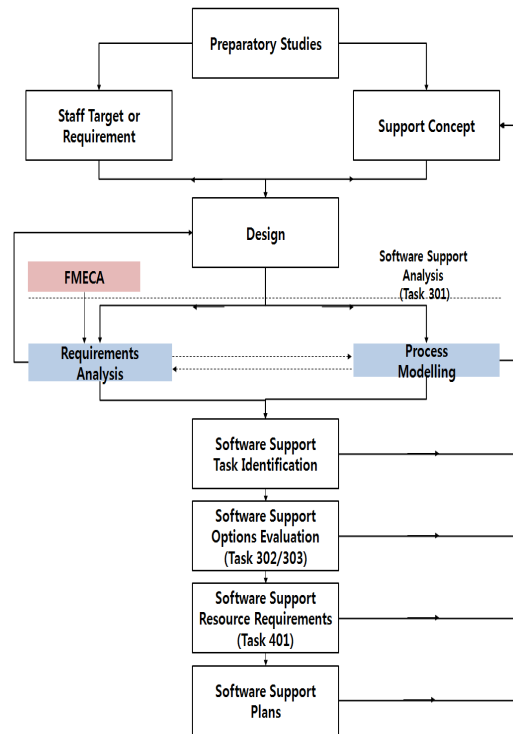 Preparatory Studies
Staff Target or
Requirement
Support Concept
Design
Software Support
Analysis
(Task 301)
FMECA
Requirements
Analysis
Process
Modelling
Software Support
Task Identification
Software Support
Options Evaluation
(Task 302/303)
Software Support
Resource Requirements
(Task 401)
Software Support
Plans